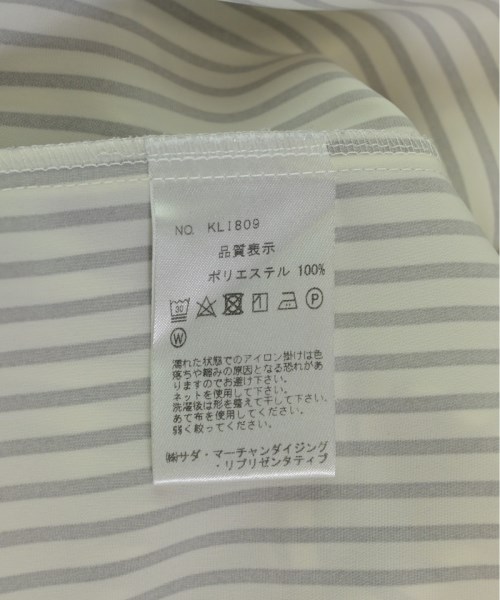 NO. KL1809
品質表示
ポリエステル 100%
30
P
W
濡れた状態でのアイロン掛けは色
落ちや縮みの原因となる恐れがあ
りますのでお避け下さい。
ネットを使用して下さい。
洗濯後は形を整えて干して下さい。
あて布を使用してください。
弱く絞ってください。
㈱サダ・マーチャンダイジング
・リプリゼンタティブ